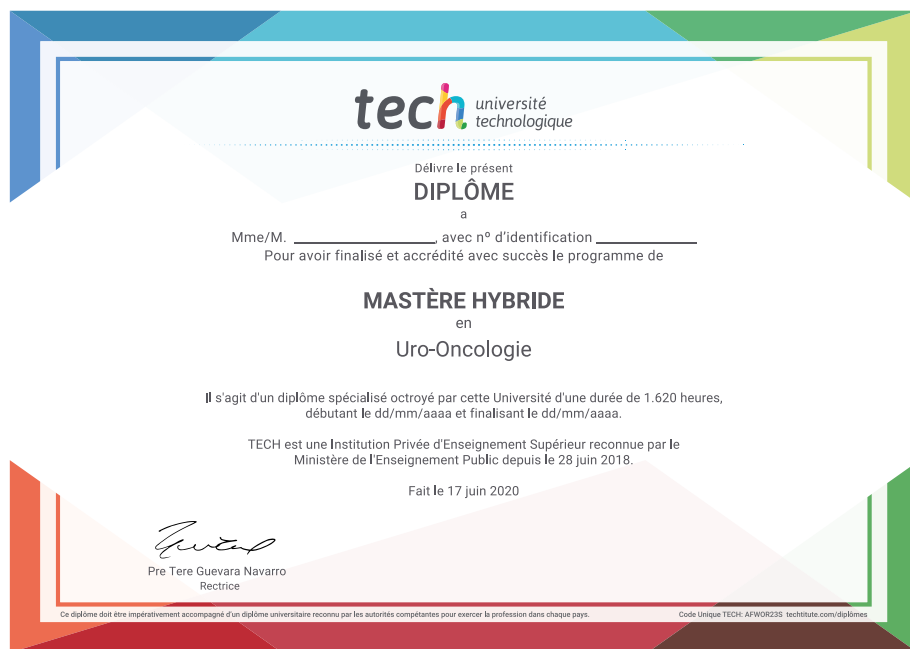 tech université
technologique
Délivre le présent
DIPLÔME
a
Mme/M. ____________, avec nº d'identification ____________
Pour avoir finalisé et accrédité avec succès le programme de
MASTÈRE HYBRIDE
en
Uro-Oncologie
Il s'agit d'un diplôme spécialisé octroyé par cette Université d'une durée de 1.620 heures,
débutant le dd/mm/aaaa et finalisant le dd/mm/aaaa.
TECH est une Institution Privée d'Enseignement Supérieur reconnue par le
Ministère de l'Enseignement Public depuis le 28 juin 2018.
Fait le 17 juin 2020
Pre Tere Guevara Navarro
Rectrice
Ce diplôme doit être impérativement accompagné d'un diplôme universitaire reconnu par les autorités compétentes pour exercer la profession dans chaque pays. Code Unique TECH: AFWOR23S techtitute.com/diplômes